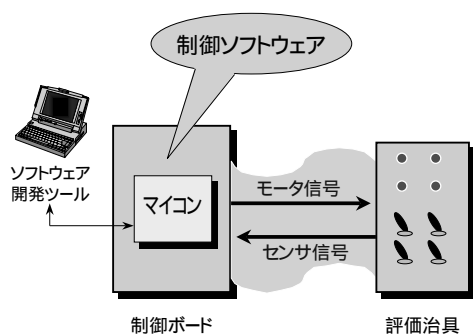 制御ソフトウェア
ソフトウェア
開発ツール
マイコン
モータ信号
センサ信号
制御ボード
評価治具